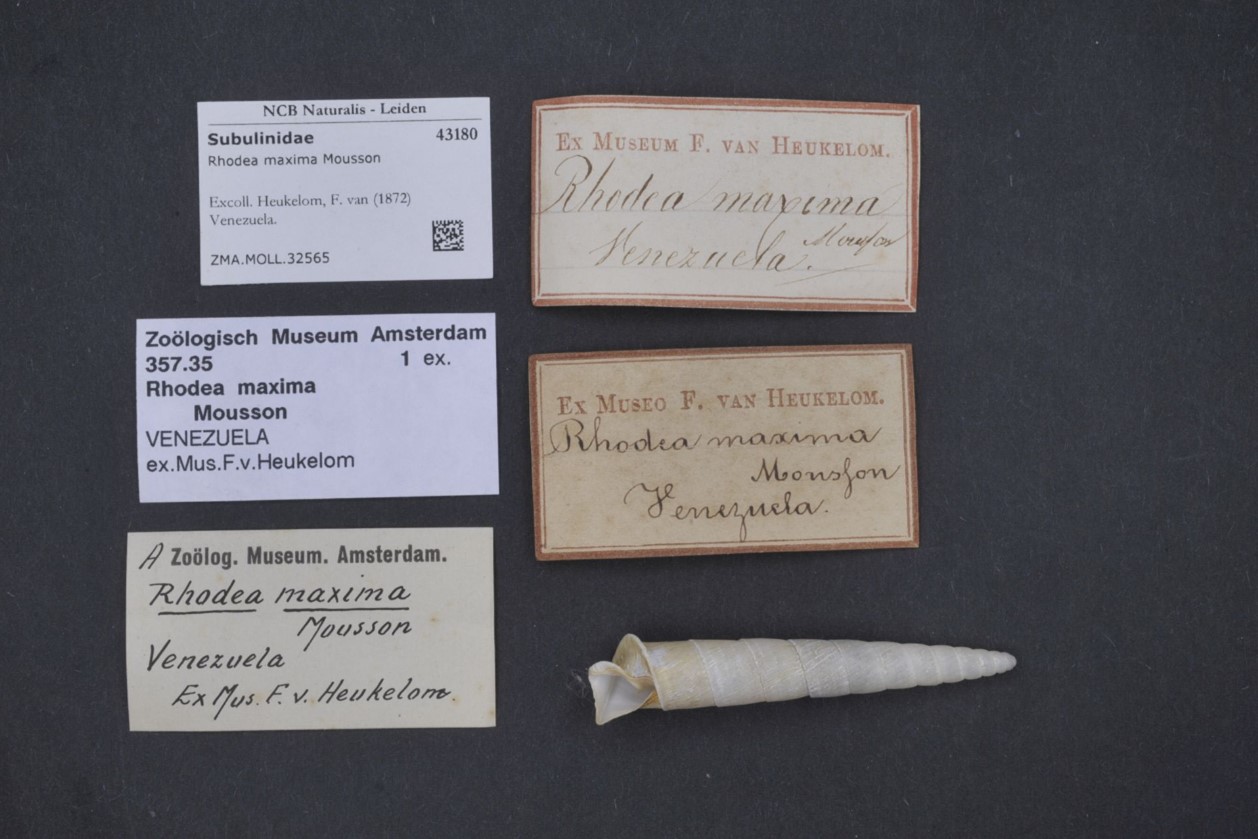 NCB Naturalis - Leiden
Subulinidae 43180
Rhodea maxima Mousson
Excoll. Heukelom, F. van (1872)
Venezuela.
ZMA.MOLL.32565
Zoölogisch Museum Amsterdam
357.35 1 ex.
Rhodea maxima
Mousson
VENEZUELA
ex.Mus.F.v.Heukelom
A Zoölog. Museum. Amsterdam.
Rhodea maxima
Mousson
Venezuela
Ex Mus. F. v. Heukelom.
Ex Museum F. van Heukelom.
Rhodea maxima
Mousson
Venezuela.
Ex Museo F. van Heukelom.
Rhodea maxima
Mousson
Venezuela.